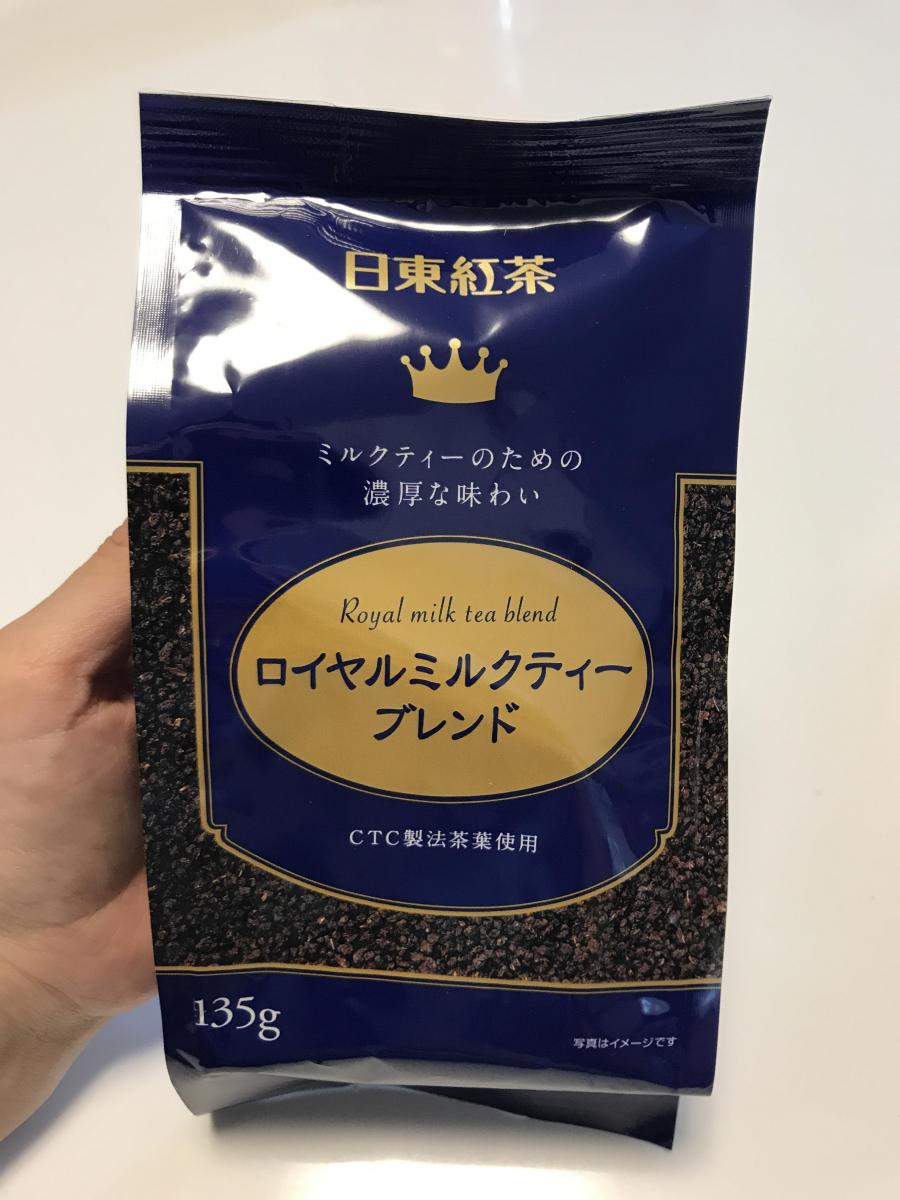 日東紅茶
ミルクティーのための
濃厚な味わい
Royal milk tea blend
ロイヤルミルクティー
ブレンド
CTC製法茶葉使用
135g
写真はイメージです